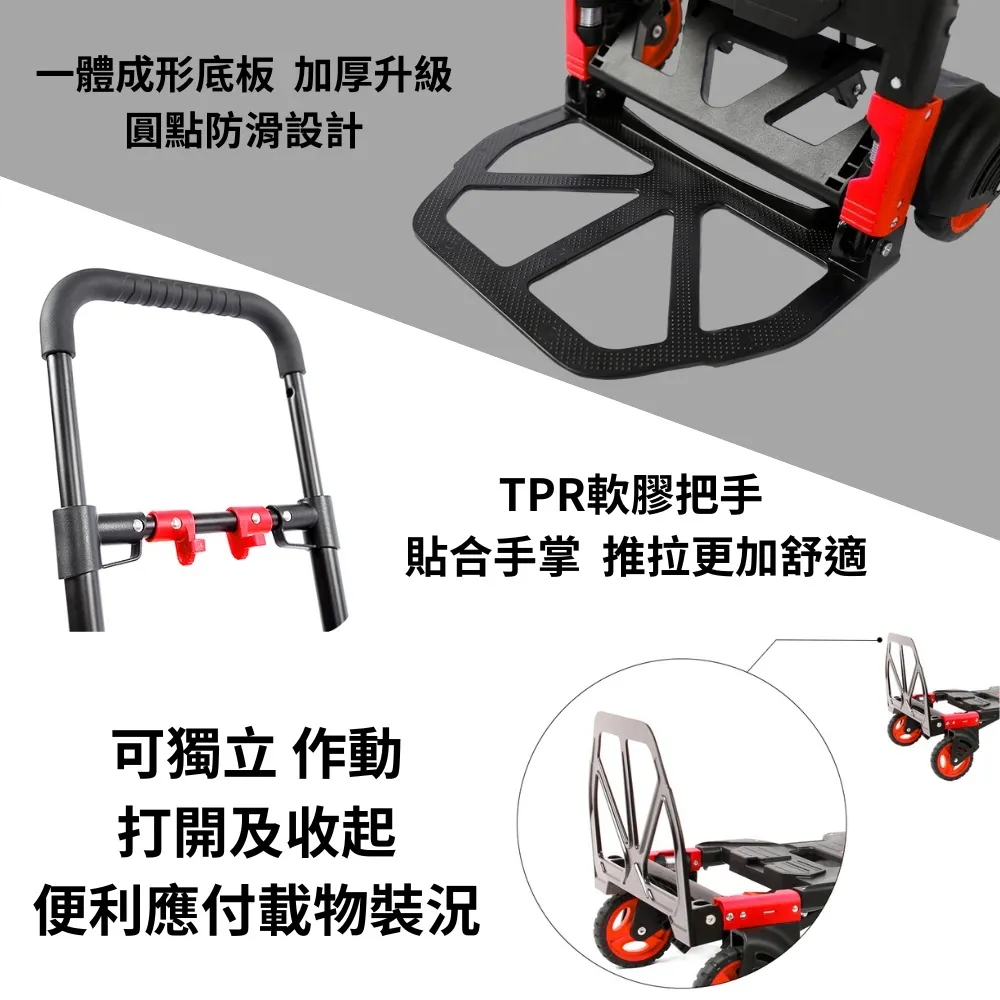 一體成形底板 加厚升級
圓點防滑設計
TPR軟膠把手
貼合手掌 推拉更加舒適
可獨立 作動
打開及收起
便利應付載物裝況